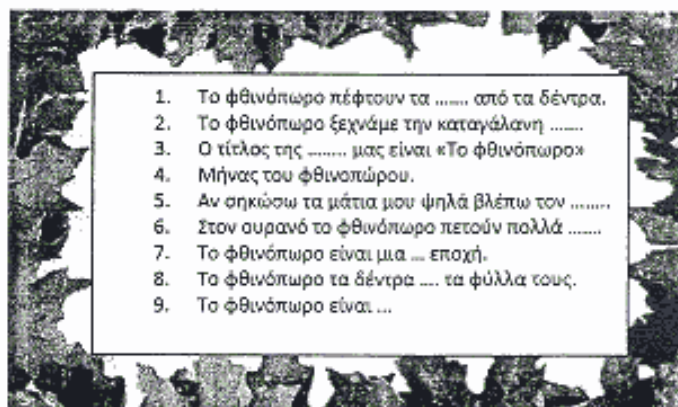 1. Το φθινόπωρο πέφτουν τα ....... από τα δέντρα.
2. Το φθινόπωρο ξεχνάμε την καταγάλανη .......
3. Ο τίτλος της ........ μας είναι «Το φθινόπωρο»
4. Μήνας του φθινοπώρου.
5. Αν σηκώσω τα μάτια μου ψηλά βλέπω τον ........
6. Στον ουρανό το φθινόπωρο πετούν πολλά .......
7. Το φθινόπωρο είναι μια ... εποχή.
8. Το φθινόπωρο τα δέντρα .... τα φύλλα τους.
9. Το φθινόπωρο είναι ...